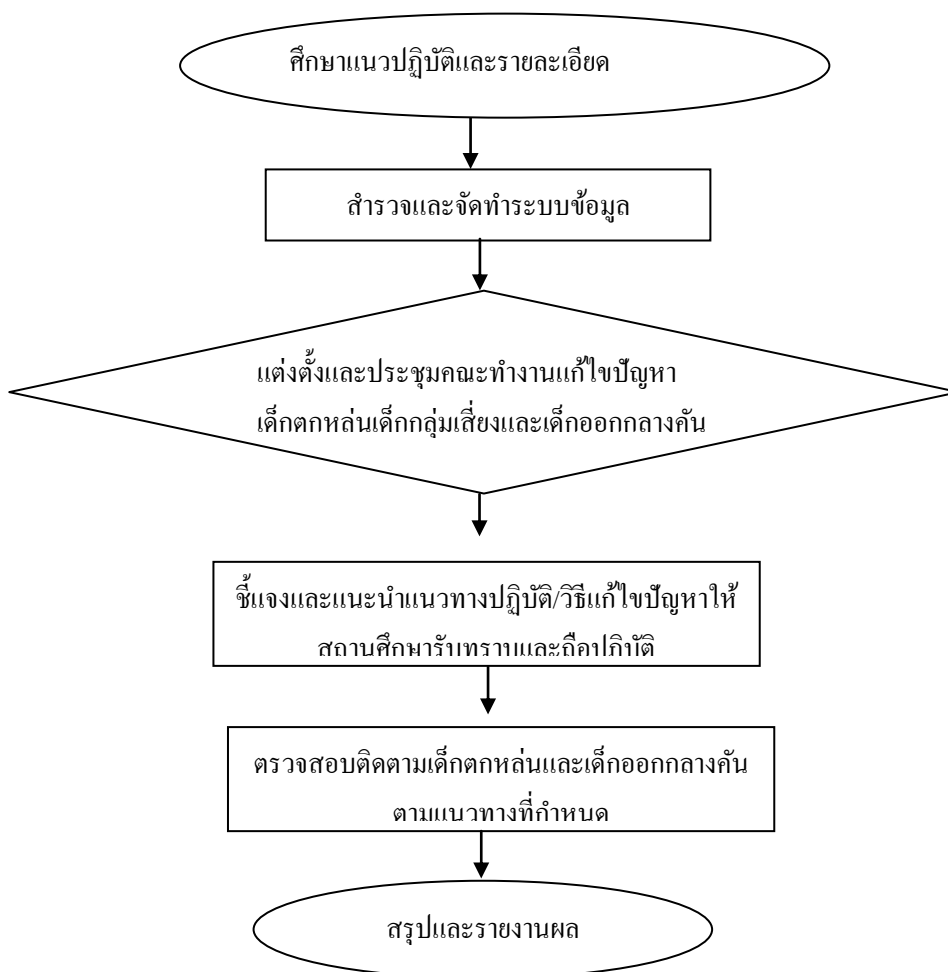 ศึกษาแนวปฏิบัติและรายละเอียด
สำรวจและจัดทำระบบข้อมูล
แต่งตั้งและประชุมคณะทำงานแก้ไขปัญหา
เด็กตกหล่นเด็กกลุ่มเสี่ยงและเด็กออกกลางคัน
ชี้แจงและแนะนำแนวทางปฏิบัติ/วิธีแก้ไขปัญหาให้
สถานศึกษารับทราบและถือปฏิบัติ
ตรวจสอบติดตามเด็กตกหล่นและเด็กออกกลางคัน
ตามแนวทางที่กำหนด
สรุปและรายงานผล